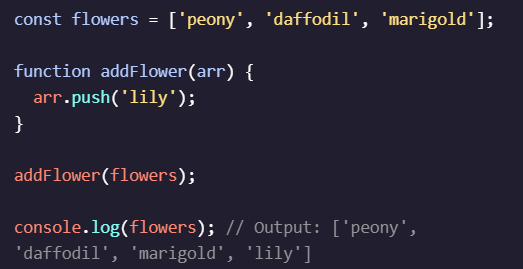 const flowers = ['peony', 'daffodil', 'marigold'];
function addFlower(arr) {
  arr.push('lily');
}
addFlower(flowers);
console.log(flowers); // Output: ['peony',
'daffodil', 'marigold', 'lily']